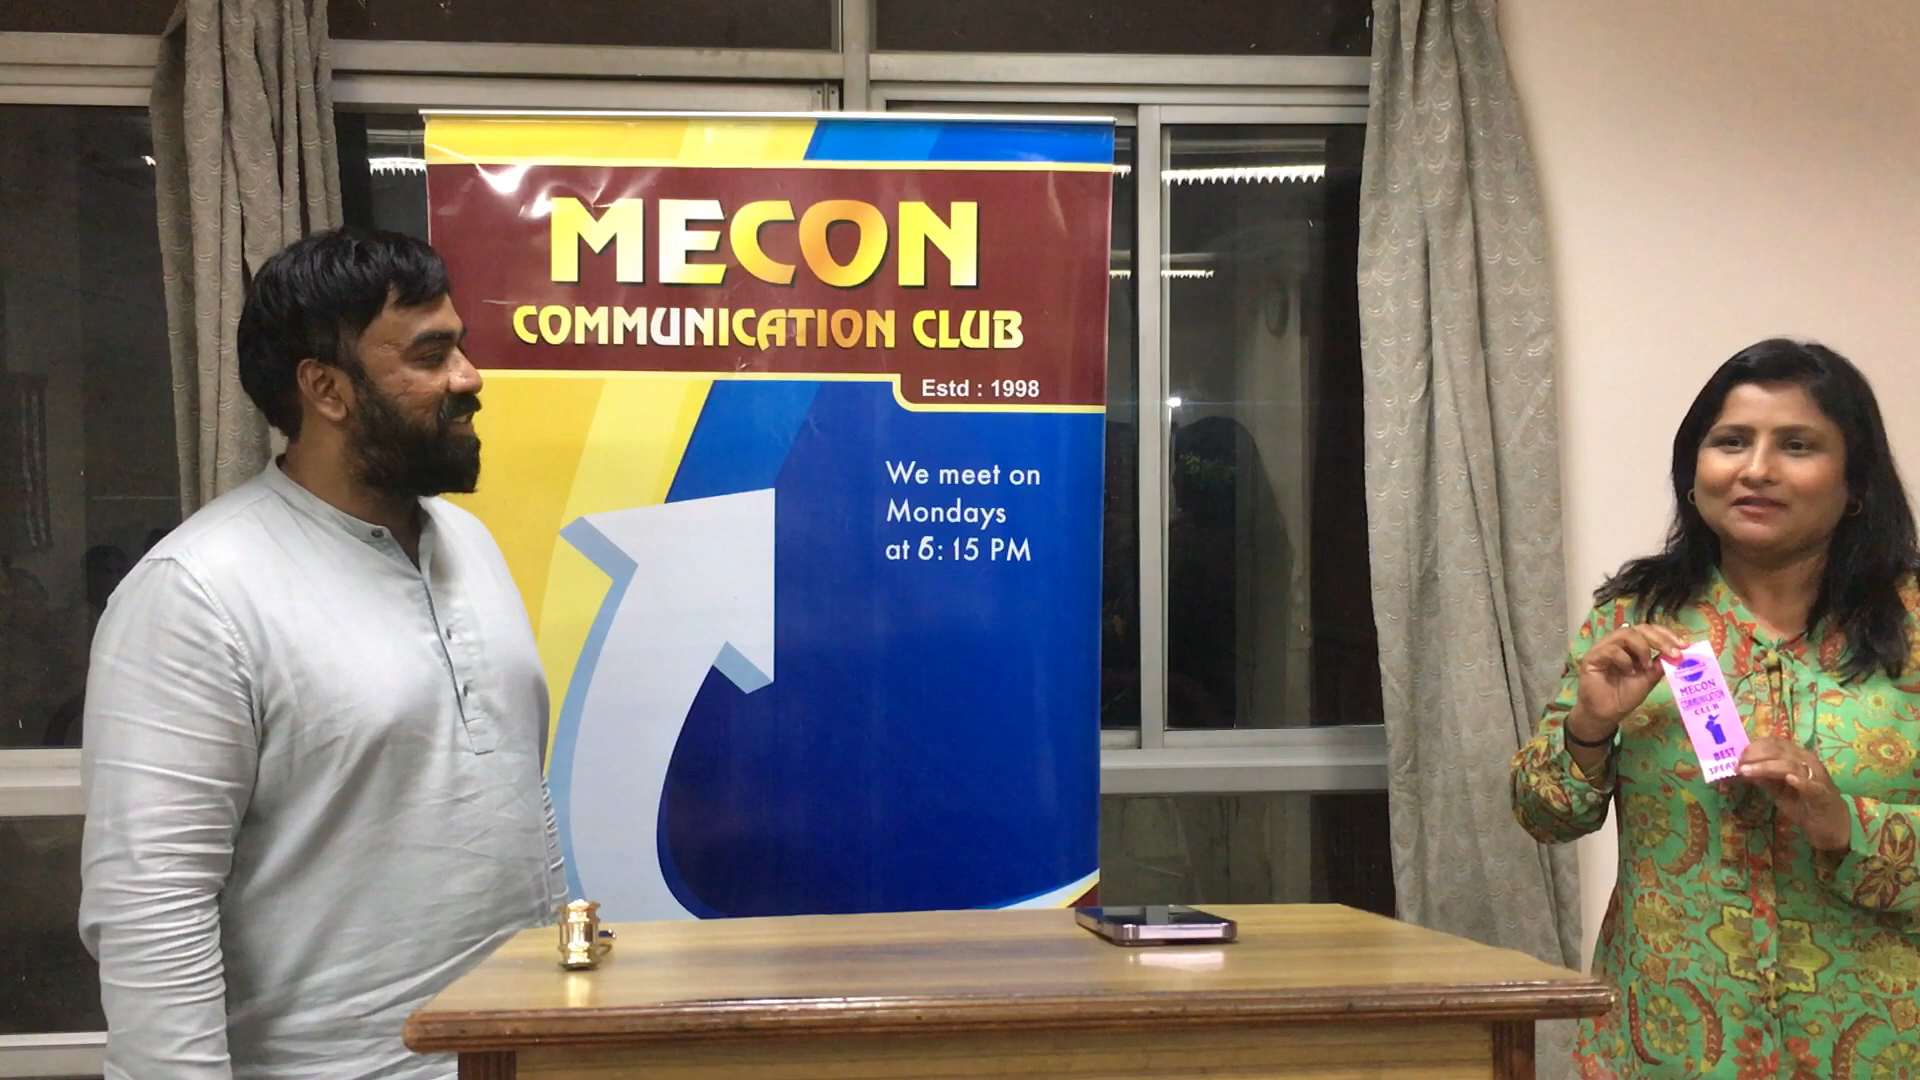 MECON
COMMUNICATION CLUB
Estd : 1998
We meet on
Mondays
at 6: 15 PM
MECON
COMMUNICATION
CLUB
BEST